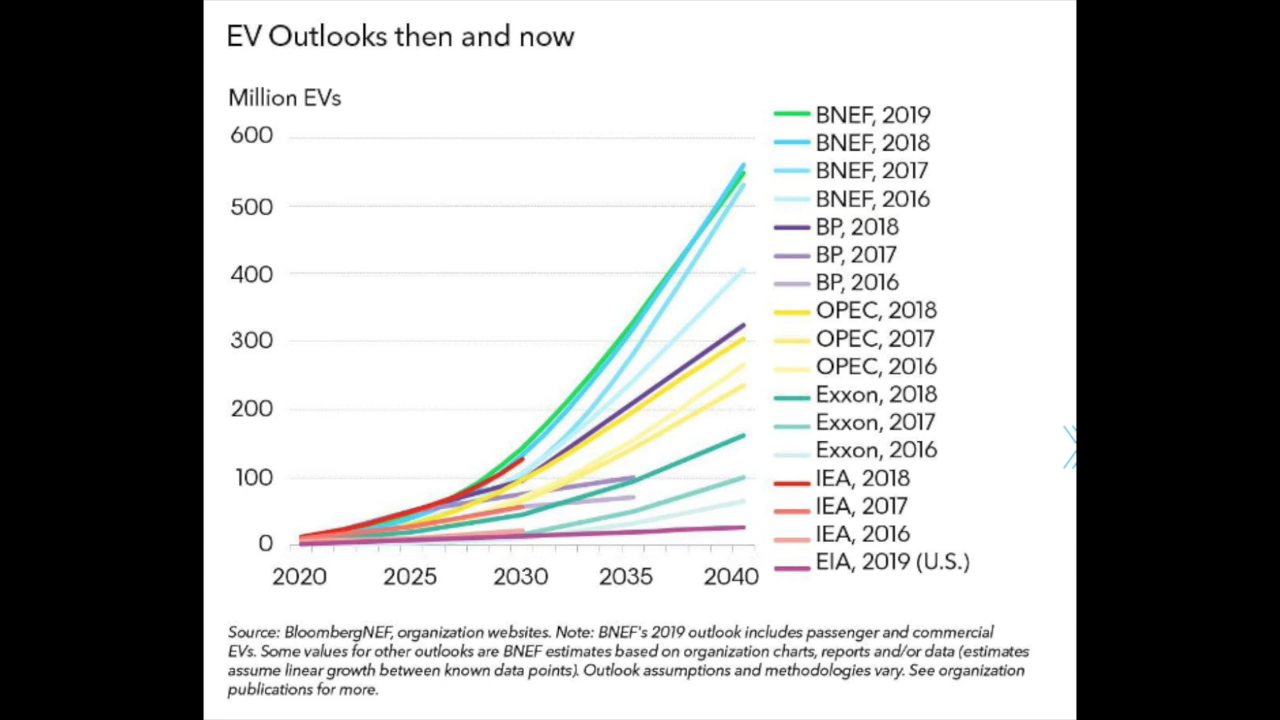 EV Outlooks then and now
Million EVs
600
500
400
300
200
100
0
2020 2025 2030 2035 2040
BNEF, 2019
BNEF, 2018
BNEF, 2017
BNEF, 2016
BP, 2018
BP, 2017
BP, 2016
OPEC, 2018
OPEC, 2017
OPEC, 2016
Exxon, 2018
Exxon, 2017
Exxon, 2016
IEA, 2018
IEA, 2017
IEA, 2016
EIA, 2019 (U.S.)
Source: BloombergNEF, organization websites. Note: BNEF's 2019 outlook includes passenger and commercial
EVs. Some values for other outlooks are BNEF estimates based on organization charts, reports and/or data (estimates
assume linear growth between known data points). Outlook assumptions and methodologies vary. See organization
publications for more.